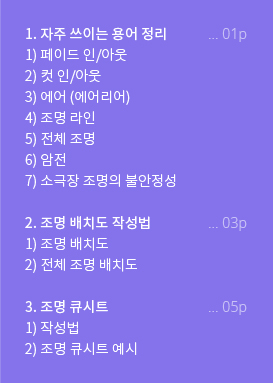 1. 자주 쓰이는 용어 정리 ... 01p
1) 페이드 인/아웃
2) 컷 인/아웃
3) 에어 (에어리어)
4) 조명 라인
5) 전체 조명
6) 암전
7) 소극장 조명의 불안정성
2. 조명 배치도 작성법 ... 03p
1) 조명 배치도
2) 전체 조명 배치도
3. 조명 큐시트 ... 05p
1) 작성법
2) 조명 큐시트 예시